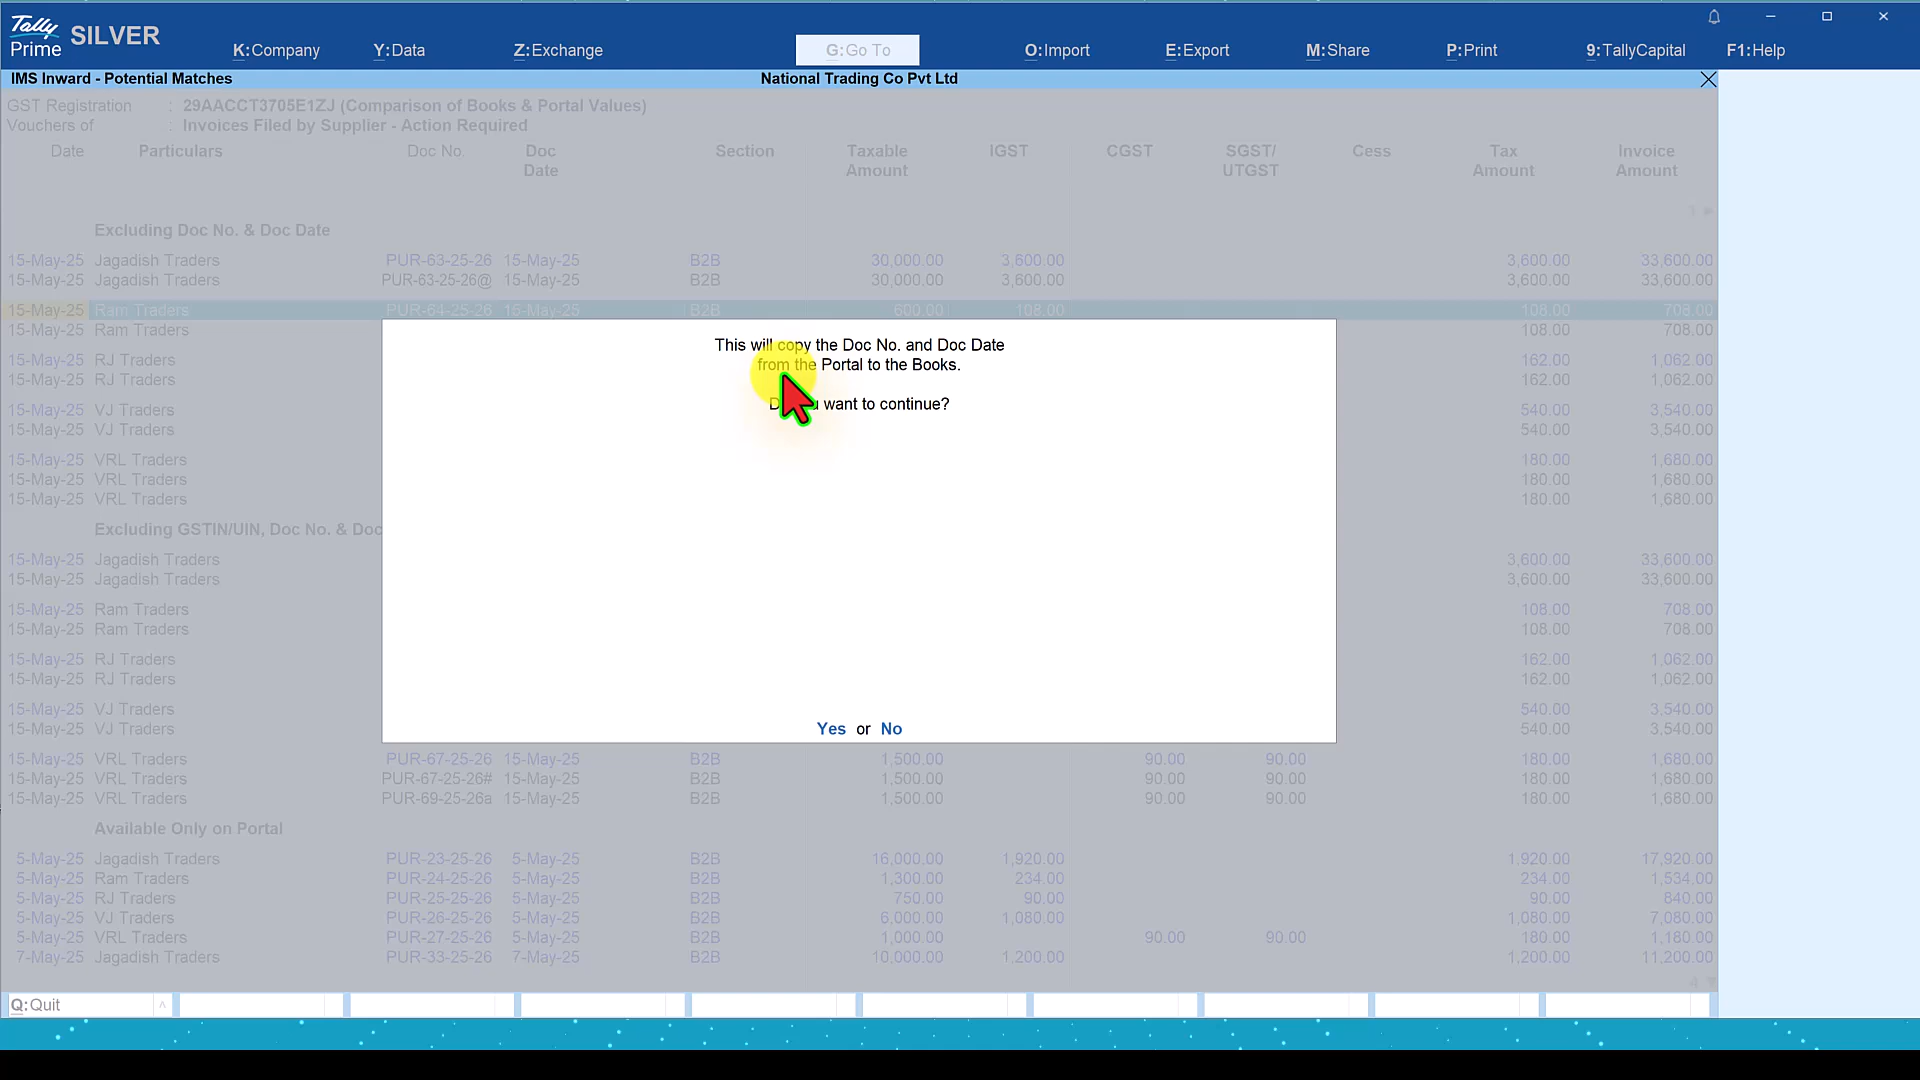 Tally
Prime SILVER
K:Company Y:Data Z:Exchange G:Go To O:Import E:Export M:Share P:Print 9:TallyCapital F1:Help
IMS Inward - Potential Matches National Trading Co Pvt Ltd
GST Registration : 29AACCT3705E1ZJ (Comparison of Books & Portal Values)
Vouchers of : Invoices Filed by Supplier - Action Required
Date Particulars Doc No. Doc Section Taxable IGST CGST SGST/ Cess Tax Invoice
Date Amount UTGST Amount Amount
Excluding Doc No. & Doc Date
15-May-25 Jagadish Traders PUR-63-25-26 15-May-25 B2B 30,000.00 3,600.00 3,600.00 33,600.00
15-May-25 Jagadish Traders PUR-63-25-26@ 15-May-25 B2B 30,000.00 3,600.00 3,600.00 33,600.00
15-May-25 Ram Traders PUR-64-25-26 15-May-25 B2B 600.00 108.00 108.00 708.00
15-May-25 Ram Traders 108.00 708.00
This will copy the Doc No. and Doc Date
from the Portal to the Books.
want to continue?
Yes or No
15-May-25 RJ Traders 162.00 1,062.00
15-May-25 RJ Traders 162.00 1,062.00
15-May-25 VJ Traders 540.00 3,540.00
15-May-25 VJ Traders 540.00 3,540.00
15-May-25 VRL Traders 180.00 1,680.00
15-May-25 VRL Traders 180.00 1,680.00
15-May-25 VRL Traders 180.00 1,680.00
Excluding GSTIN/UIN, Doc No. & Doc
15-May-25 Jagadish Traders 3,600.00 33,600.00
15-May-25 Jagadish Traders 3,600.00 33,600.00
15-May-25 Ram Traders 108.00 708.00
15-May-25 Ram Traders 108.00 708.00
15-May-25 RJ Traders 162.00 1,062.00
15-May-25 RJ Traders 162.00 1,062.00
15-May-25 VJ Traders 540.00 3,540.00
15-May-25 VJ Traders 540.00 3,540.00
15-May-25 VRL Traders PUR-67-25-26 15-May-25 B2B 1,500.00 90.00 90.00 180.00 1,680.00
15-May-25 VRL Traders PUR-67-25-26# 15-May-25 B2B 1,500.00 90.00 90.00 180.00 1,680.00
15-May-25 VRL Traders PUR-69-25-26a 15-May-25 B2B 1,500.00 90.00 90.00 180.00 1,680.00
Available Only on Portal
5-May-25 Jagadish Traders PUR-23-25-26 5-May-25 B2B 16,000.00 1,920.00 1,920.00 17,920.00
5-May-25 Ram Traders PUR-24-25-26 5-May-25 B2B 1,300.00 234.00 234.00 1,534.00
5-May-25 RJ Traders PUR-25-25-26 5-May-25 B2B 750.00 90.00 90.00 840.00
5-May-25 VJ Traders PUR-26-25-26 5-May-25 B2B 6,000.00 1,080.00 1,080.00 7,080.00
5-May-25 VRL Traders PUR-27-25-26 5-May-25 B2B 1,000.00 90.00 90.00 180.00 1,180.00
7-May-25 Jagadish Traders PUR-33-25-26 7-May-25 B2B 10,000.00 1,200.00 1,200.00 11,200.00
Q:Quit